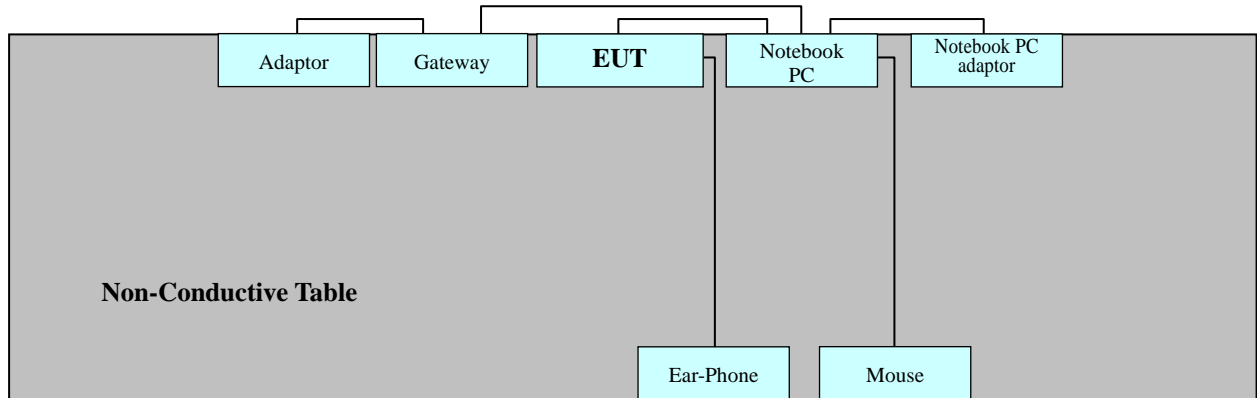 Adaptor
Gateway
EUT
Notebook
PC
Notebook PC
adaptor
Non-Conductive Table
Ear-Phone
Mouse